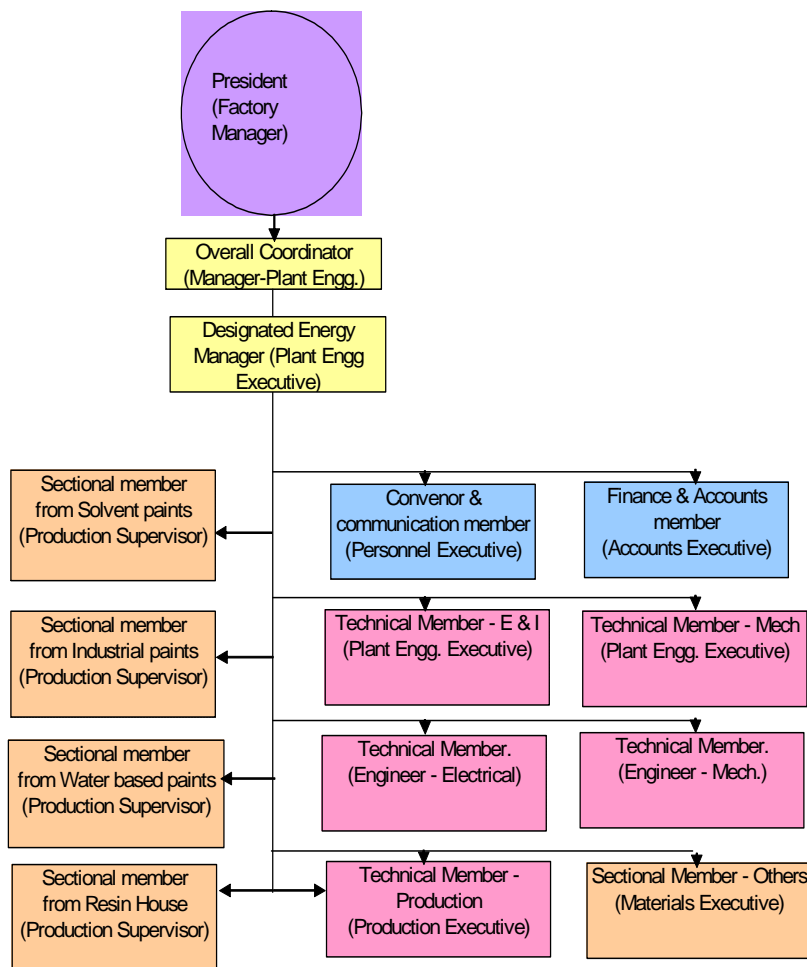 President
(Factory
Manager)
Overall Coordinator
(Manager-Plant Engg.)
Designated Energy
Manager (Plant Engg
Executive)
Sectional member
from Solvent paints
(Production Supervisor)
Convenor &
communication member
(Personnel Executive)
Finance & Accounts
member
(Accounts Executive)
Sectional member
from Industrial paints
(Production Supervisor)
Technical Member - E & I
(Plant Engg. Executive)
Technical Member - Mech
(Plant Engg. Executive)
Sectional member
from Water based paints
(Production Supervisor)
Technical Member.
(Engineer - Electrical)
Technical Member.
(Engineer - Mech.)
Sectional member
from Resin House
(Production Supervisor)
Technical Member -
Production
(Production Executive)
Sectional Member - Others
(Materials Executive)